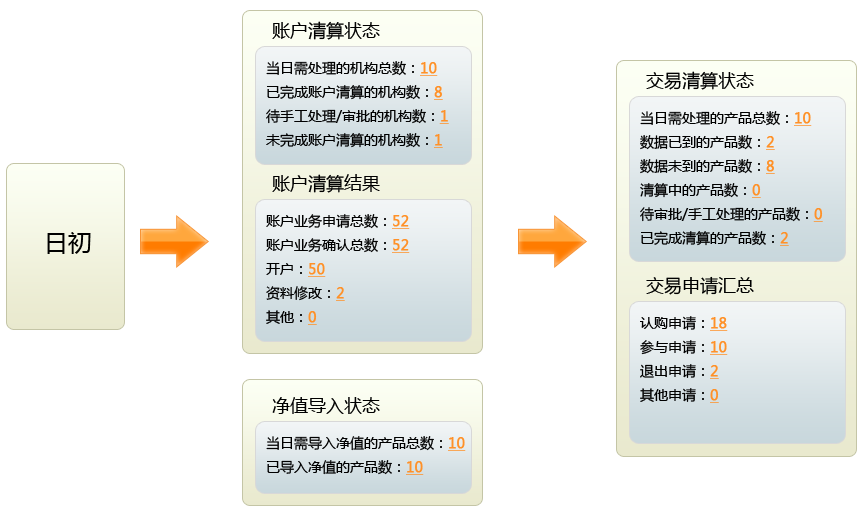 日初
账户清算状态
当日需处理的机构总数：10
已完成账户清算的机构数：8
待手工处理/审批的机构数：1
未完成账户清算的机构数：1
账户清算结果
账户业务申请总数：52
账户业务确认总数：52
开户：50
资料修改：2
其他：0
净值导入状态
当日需导入净值的产品总数：10
已导入净值的产品数：10
交易清算状态
当日需处理的产品总数：10
数据已到的产品数：2
数据未到的产品数：8
清算中的产品数：0
待审批/手工处理的产品数：0
已完成清算的产品数：2
交易申请汇总
认购申请：18
参与申请：10
退出申请：2
其他申请：0